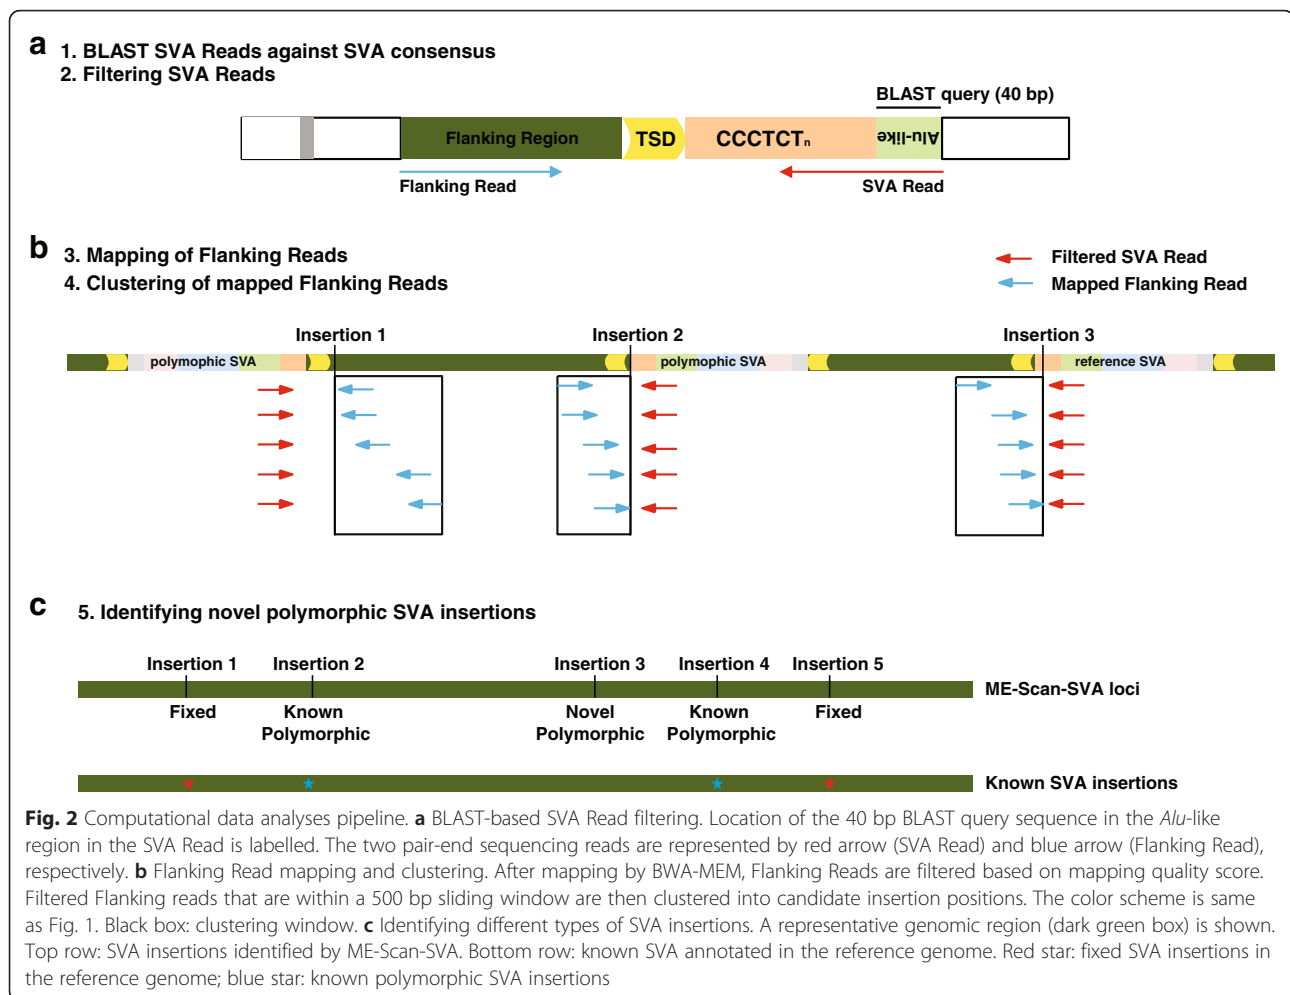 a
1. BLAST SVA Reads against SVA consensus
2. Filtering SVA Reads
BLAST query (40 bp)
Flanking Region
TSD
CCCTCTn
Alu-like
Flanking Read
SVA Read
b
3. Mapping of Flanking Reads
4. Clustering of mapped Flanking Reads
Filtered SVA Read
Mapped Flanking Read
Insertion 1
Insertion 2
Insertion 3
polymophic SVA
polymophic SVA
reference SVA
c
5. Identifying novel polymorphic SVA insertions
Insertion 1
Insertion 2
Insertion 3
Insertion 4
Insertion 5
ME-Scan-SVA loci
Fixed
Known
Polymorphic
Novel
Polymorphic
Known
Polymorphic
Fixed
Known SVA insertions
Fig. 2 Computational data analyses pipeline. a BLAST-based SVA Read filtering. Location of the 40 bp BLAST query sequence in the Alu-like
region in the SVA Read is labelled. The two pair-end sequencing reads are represented by red arrow (SVA Read) and blue arrow (Flanking Read),
respectively. b Flanking Read mapping and clustering. After mapping by BWA-MEM, Flanking Reads are filtered based on mapping quality score.
Filtered Flanking reads that are within a 500 bp sliding window are then clustered into candidate insertion positions. The color scheme is same
as Fig. 1. Black box: clustering window. c Identifying different types of SVA insertions. A representative genomic region (dark green box) is shown.
Top row: SVA insertions identified by ME-Scan-SVA. Bottom row: known SVA annotated in the reference genome. Red star: fixed SVA insertions in
the reference genome; blue star: known polymorphic SVA insertions